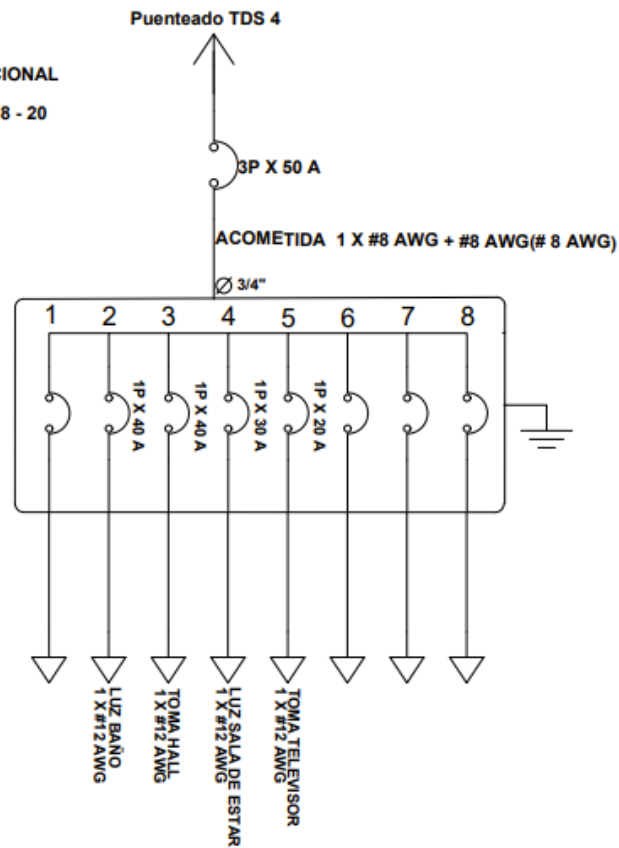 Puenteado TDS 4
CIONAL
8 - 20
3P X 50 A
ACOMETIDA 1 X #8 AWG + #8 AWG(# 8 AWG)
3/4"
1 2 3 4 5 6 7 8
1P X 40 A
1P X 40 A
1P X 30 A
1P X 20 A
LUZ BAÑO
1 X #12 AWG
TOMA HALL
1 X #12 AWG
LUZ SALA DE ESTAR
1 X #12 AWG
TOMA TELEVISOR
1 X #12 AWG